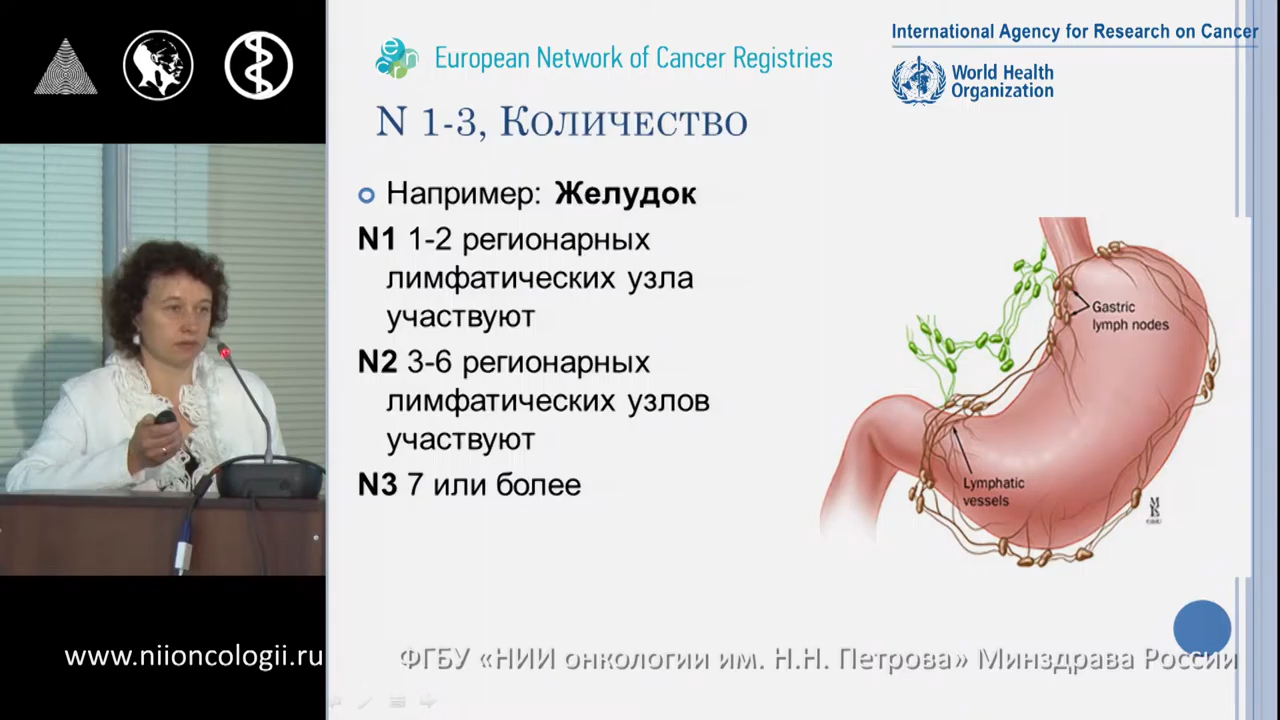 European Network of Cancer Registries
International Agency for Research on Cancer
World Health
Organization
N 1-3, Количество
Например: Желудок
N1 1-2 регионарных
лимфатических узла
участвуют
N2 3-6 регионарных
лимфатических узлов
участвуют
N3 7 или более
Gastric
lymph nodes
Lymphatic
vessels
www.niioncologii.ru
ФГБУ «НИИ онкологии им. Н.Н. Петрова» Минздрава России